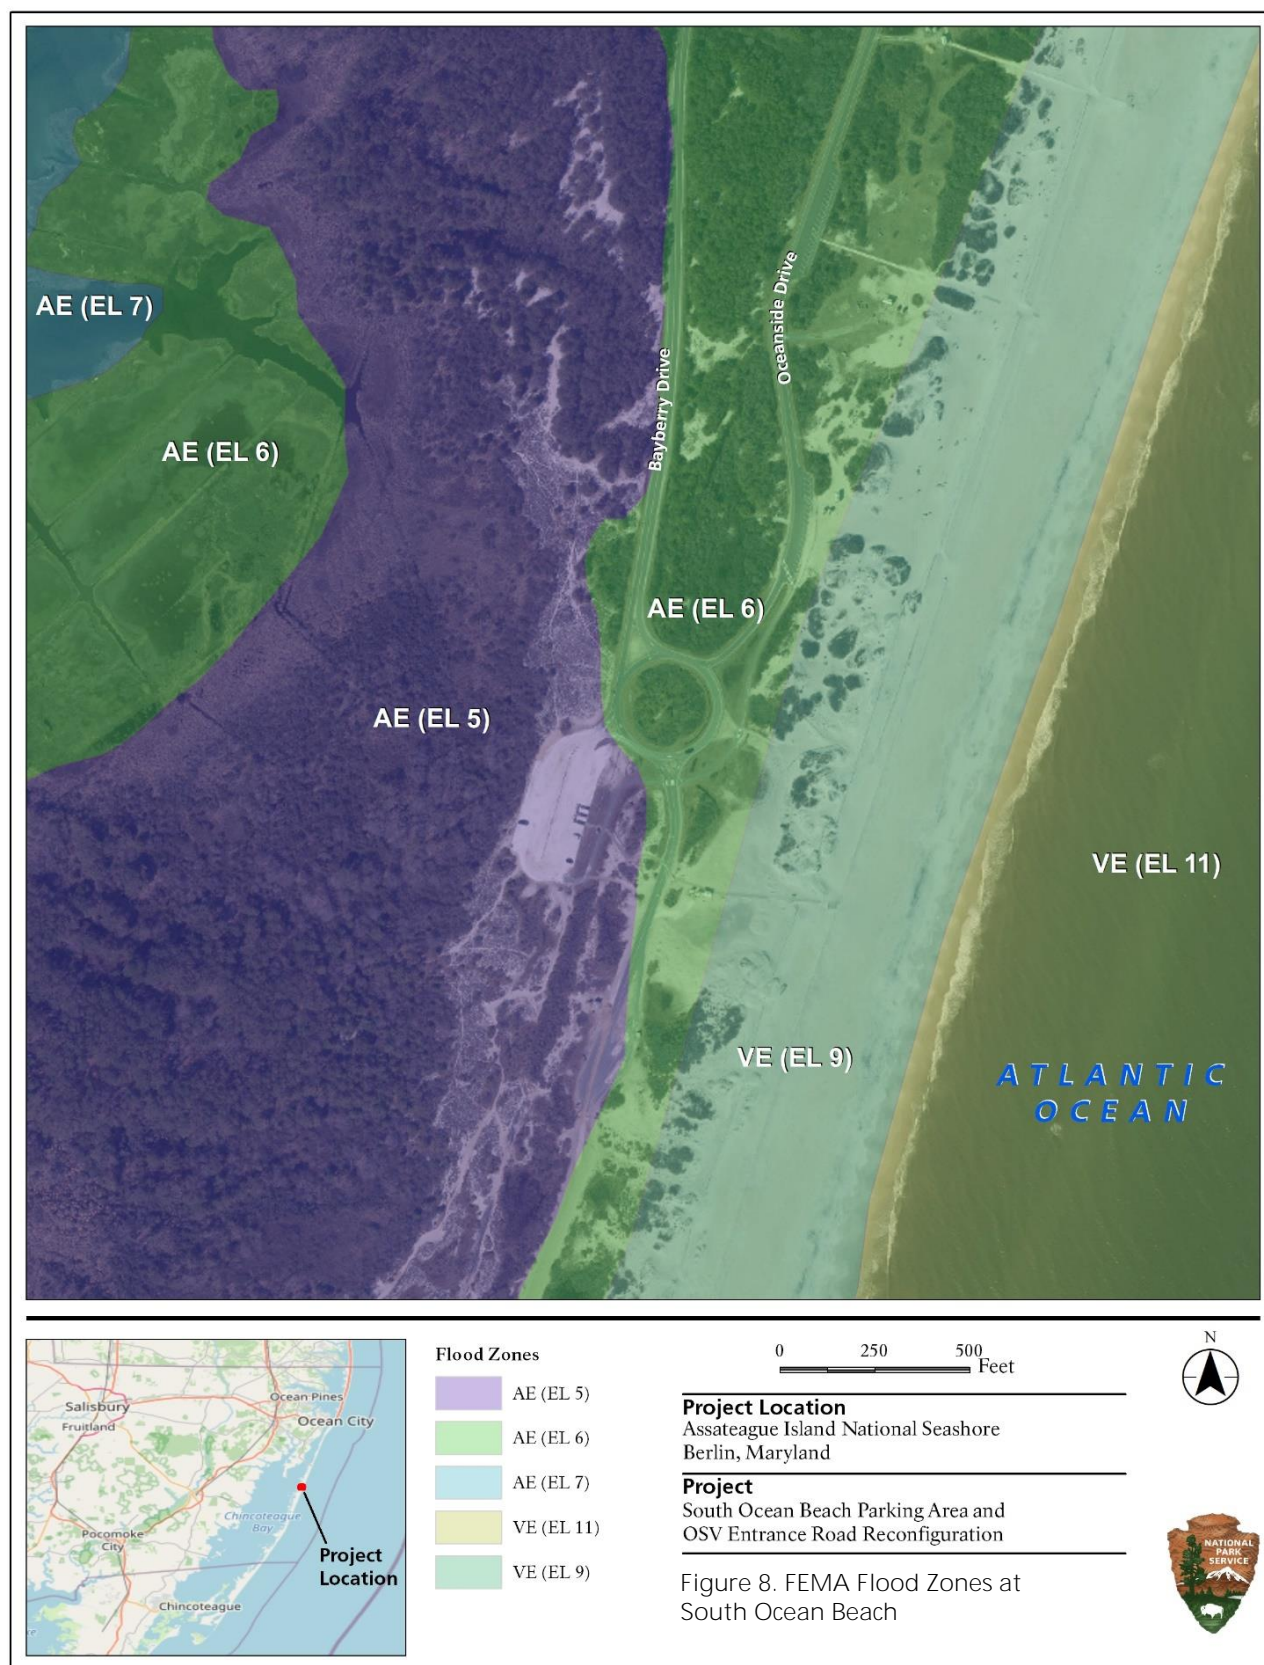 AE (EL 7)
AE (EL 6)
Bayberry Drive
Oceanside Drive
AE (EL 6)
AE (EL 5)
VE (EL 11)
VE (EL 9)
ATLANTIC
OCEAN
Salisbury
Fruitland
Ocean Pines
Ocean City
Pocomoke
City
Chincoteague
Bay
Chincoteague
Project
Location
Flood Zones
AE (EL 5)
AE (EL 6)
AE (EL 7)
VE (EL 11)
VE (EL 9)
0 250 500
Feet
N
Project Location
Assateague Island National Seashore
Berlin, Maryland
Project
South Ocean Beach Parking Area and
OSV Entrance Road Reconfiguration
Figure 8. FEMA Flood Zones at
South Ocean Beach
NATIONAL
PARK
SERVICE